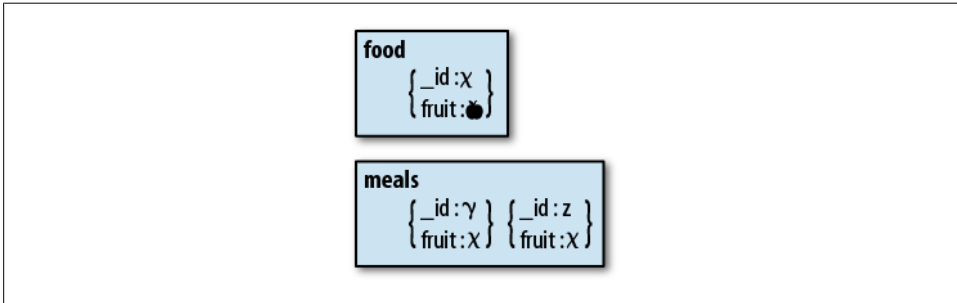 food
{ _id : χ }
{ fruit : 🍎 }
meals
{ _id : γ } { _id : z }
{ fruit : χ } { fruit : χ }